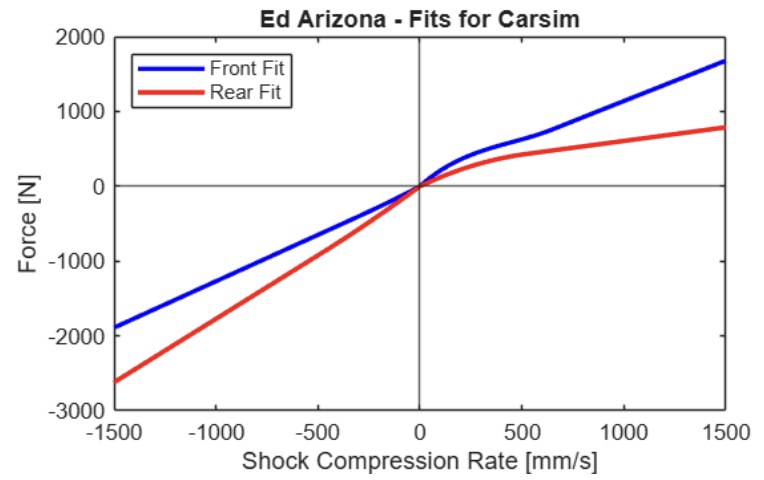 Ed Arizona - Fits for Carsim
Front Fit
Rear Fit
2000
1000
0
-1000
-2000
-3000
Force [N]
-1500 -1000 -500 0 500 1000 1500
Shock Compression Rate [mm/s]